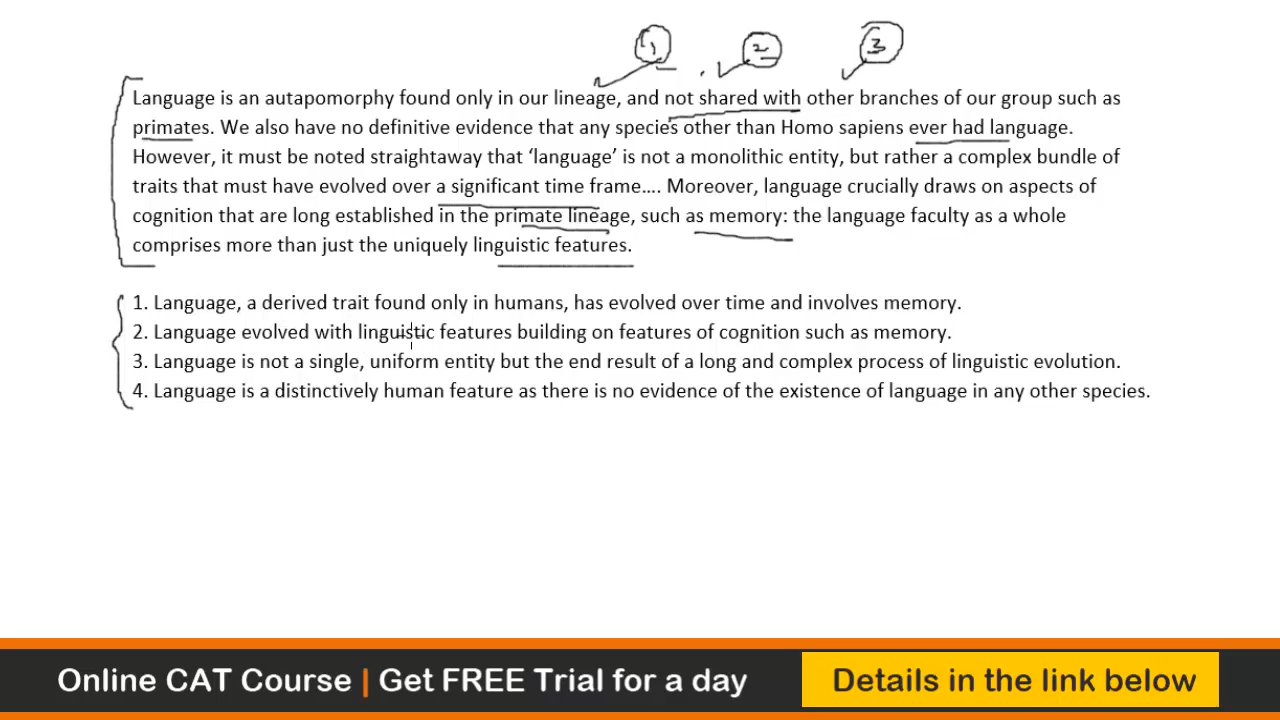 1 2 3
Language is an autapomorphy found only in our lineage, and not shared with other branches of our group such as
primates. We also have no definitive evidence that any species other than Homo sapiens ever had language.
However, it must be noted straightaway that ‘language’ is not a monolithic entity, but rather a complex bundle of
traits that must have evolved over a significant time frame…. Moreover, language crucially draws on aspects of
cognition that are long established in the primate lineage, such as memory: the language faculty as a whole
comprises more than just the uniquely linguistic features.
1. Language, a derived trait found only in humans, has evolved over time and involves memory.
2. Language evolved with linguistic features building on features of cognition such as memory.
3. Language is not a single, uniform entity but the end result of a long and complex process of linguistic evolution.
4. Language is a distinctively human feature as there is no evidence of the existence of language in any other species.
Online CAT Course | Get FREE Trial for a day Details in the link below